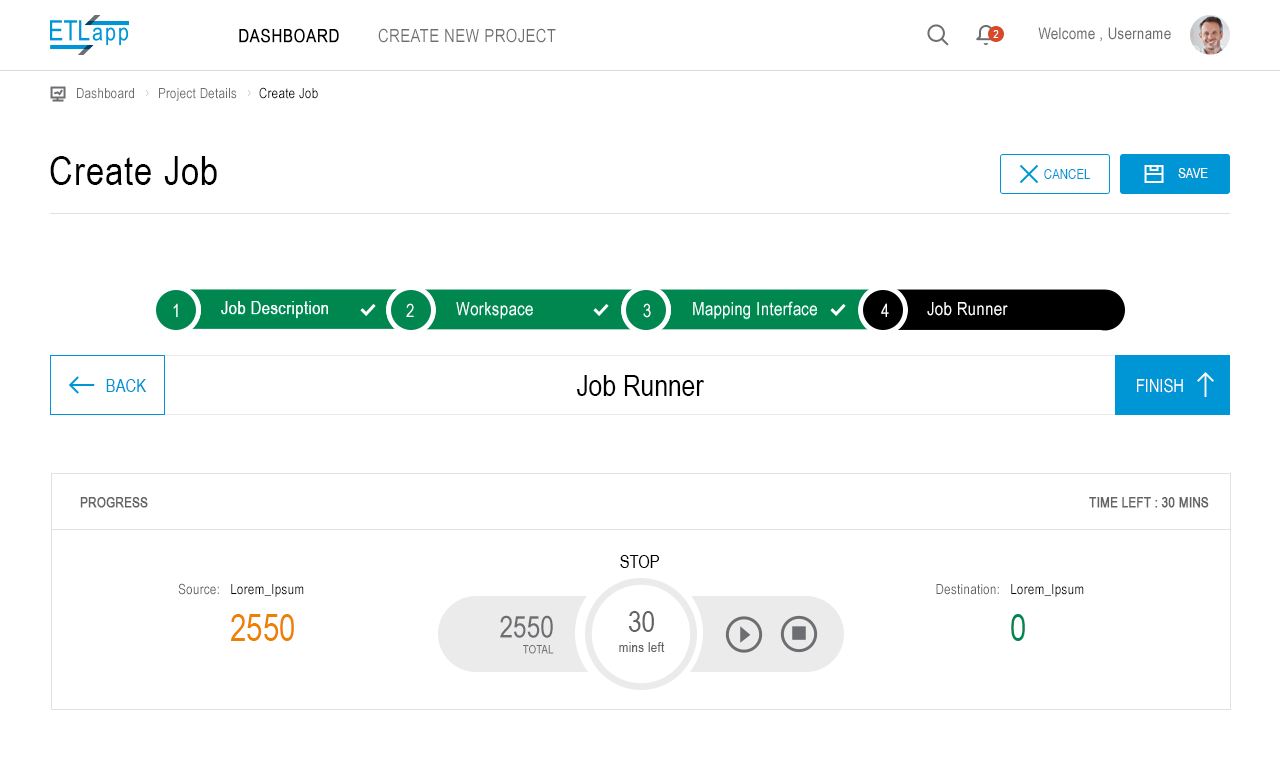 ETLapp
DASHBOARD CREATE NEW PROJECT
2
Welcome , Username
Dashboard › Project Details › Create Job
Create Job
CANCEL
SAVE
1 Job Description
2 Workspace
3 Mapping Interface
4 Job Runner
BACK
Job Runner
FINISH
PROGRESS
TIME LEFT : 30 MINS
STOP
Source: Lorem_Ipsum
2550
2550
TOTAL
30
mins left
Destination: Lorem_Ipsum
0